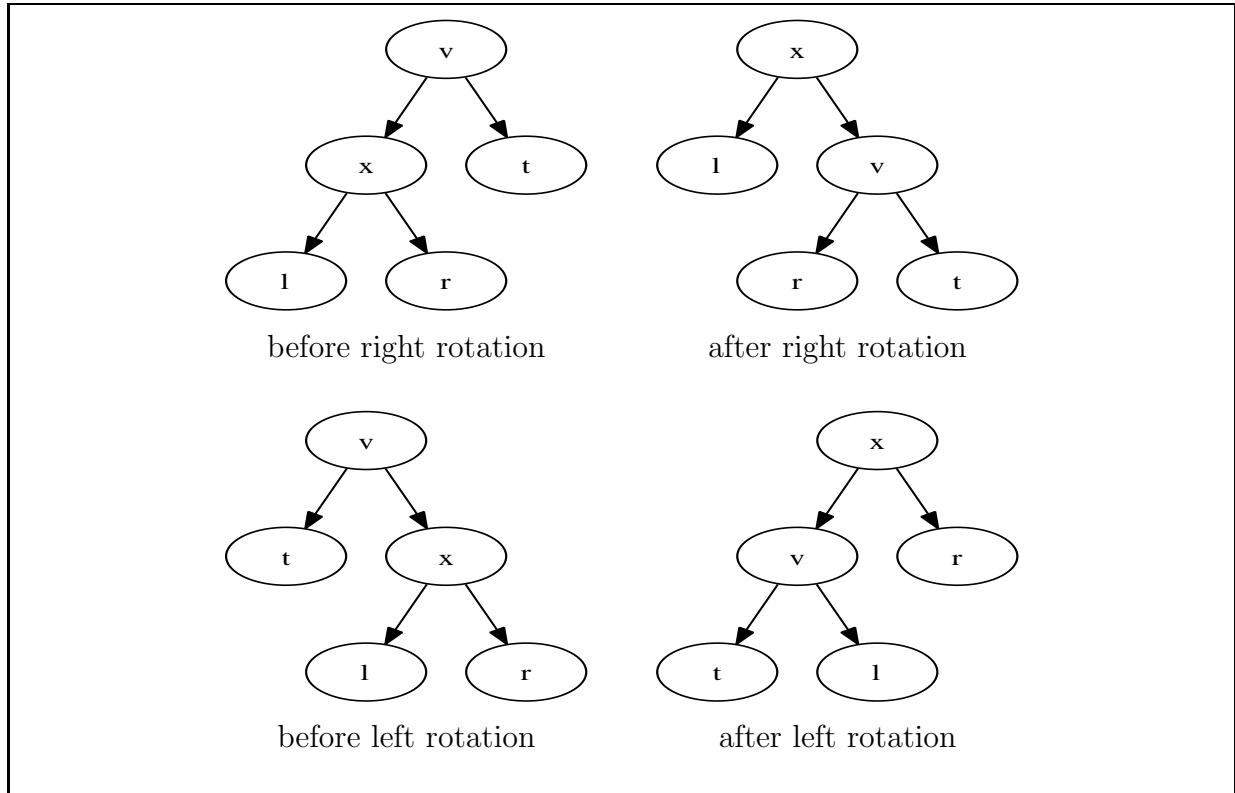 v x
x t l v
l r r t
before right rotation after right rotation
v x
t x v r
l r t l
before left rotation after left rotation